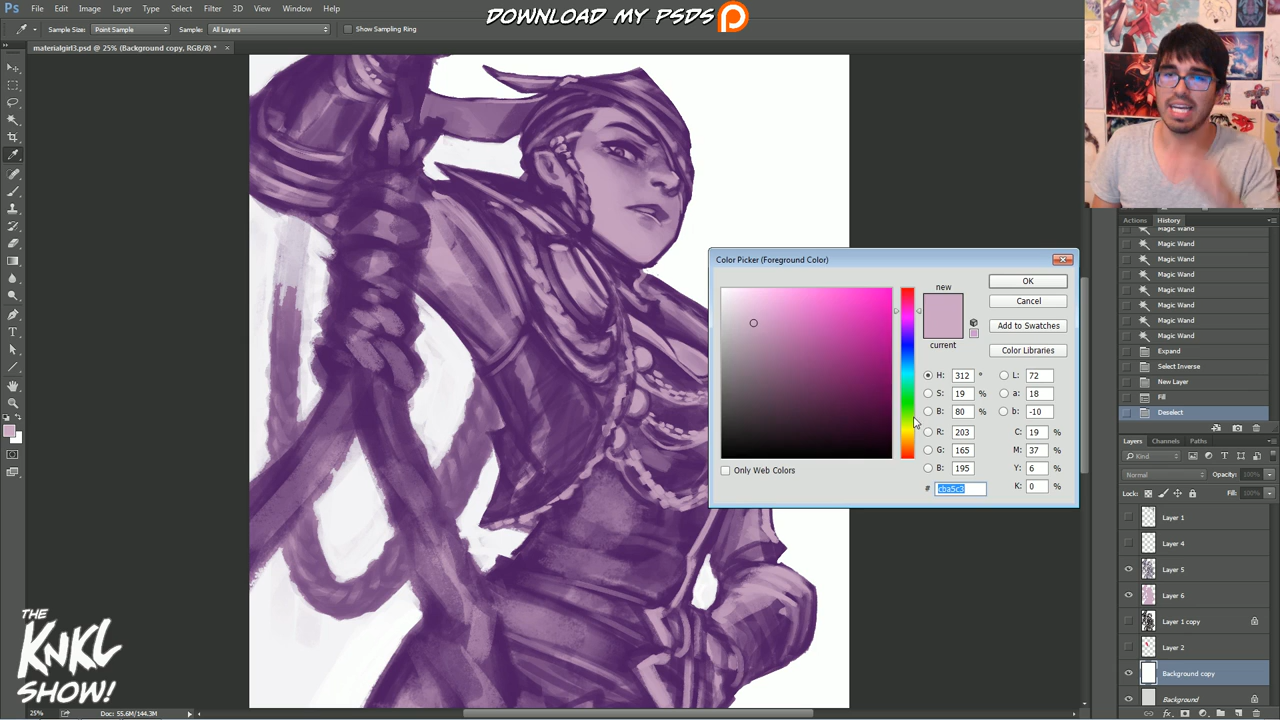 Ps File Edit Image Layer Type Select Filter 3D View Window Help
DOWNLOAD MY PSDS
Sample Size: Point Sample Sample: All Layers Show Sampling Ring
materialgirl3.psd @ 25% (Background copy, RGB/8) * ×
Color Picker (Foreground Color)
new
current
OK
Cancel
Add to Swatches
Color Libraries
H: 312 ° L: 72
S: 19 % a: 18
B: 80 % b: -10
R: 203 C: 19 %
G: 165 M: 37 %
B: 195 Y: 6 %
# cba5c3 K: 0 %
Only Web Colors
Actions History
Magic Wand
Magic Wand
Magic Wand
Magic Wand
Magic Wand
Magic Wand
Magic Wand
Magic Wand
Expand
Select Inverse
New Layer
Fill
Deselect
Layers Channels Paths
Kind
Normal Opacity: 100%
Lock: Fill: 100%
Layer 1
Layer 4
Layer 5
Layer 6
Layer 1 copy
Layer 2
Background copy
Background
fx
THE
KNKL
SHOW!
25% Doc: 55.6M/144.3M